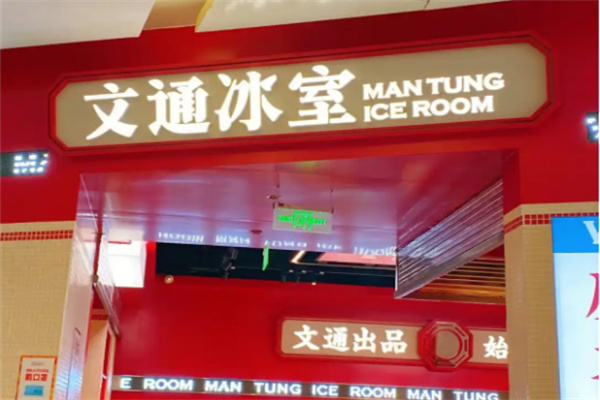 文通冰室
MAN TUNG
ICE ROOM
文通出品
始
E ROOM MAN TUNG ICE ROOM MAN TUNG